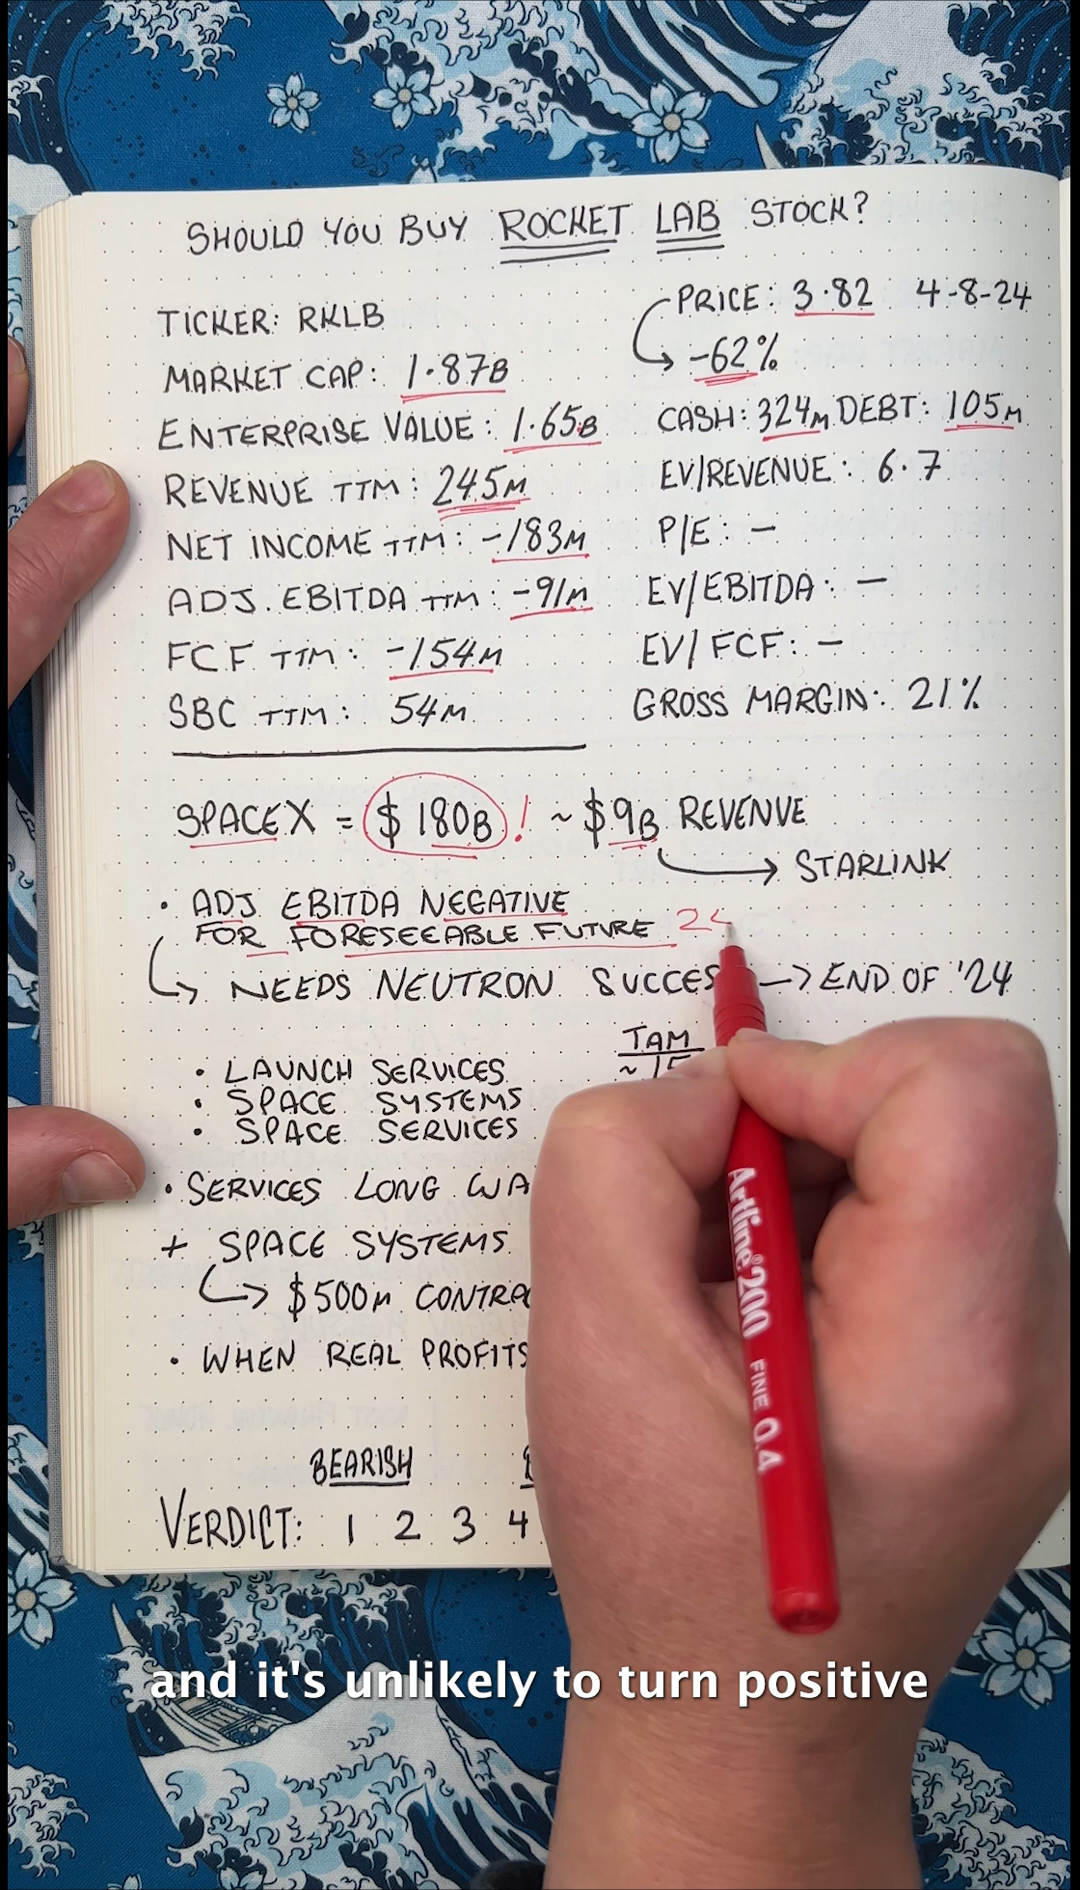 SHOULD YOU BUY ROCKET LAB STOCK?
TICKER: RKLB
PRICE: 3.82 4-8-24
-62%
MARKET CAP: 1.87B
ENTERPRISE VALUE: 1.65B
CASH: 324M DEBT: 105M
REVENUE TTM: 245M
EV/REVENUE: 6.7
NET INCOME TTM: -183M
P/E: -
ADJ. EBITDA TTM: -91M
EV/EBITDA: -
FCF TTM: -154M
EV/FCF: -
SBC TTM: 54M
GROSS MARGIN: 21%
SPACEX = $180B! ~$9B REVENUE
→ STARLINK
• ADJ EBITDA NEGATIVE
FOR FORESEEABLE FUTURE
→ NEEDS NEUTRON SUCCES → END OF '24
TAM
• LAUNCH SERVICES
• SPACE SYSTEMS
• SPACE SERVICES
• SERVICES LONG WA
+ SPACE SYSTEMS
→ $500M CONTRA
• WHEN REAL PROFITS
BEARISH
VERDICT: 1 2 3 4
Artline 200 FINE 0.4
and it's unlikely to turn positive